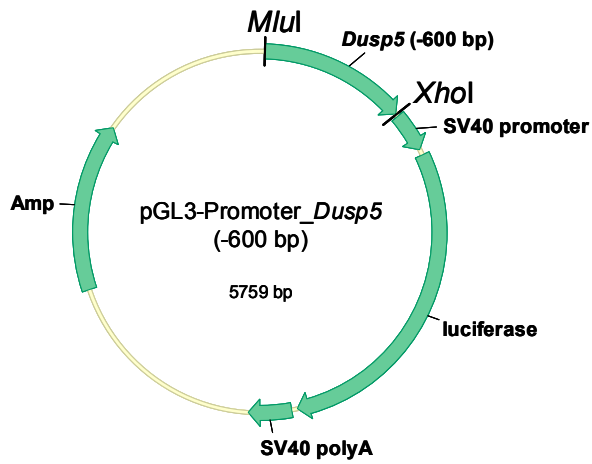 MluI
Dusp5 (-600 bp)
XhoI
SV40 promoter
Amp
pGL3-Promoter_Dusp5
(-600 bp)
5759 bp
luciferase
SV40 polyA